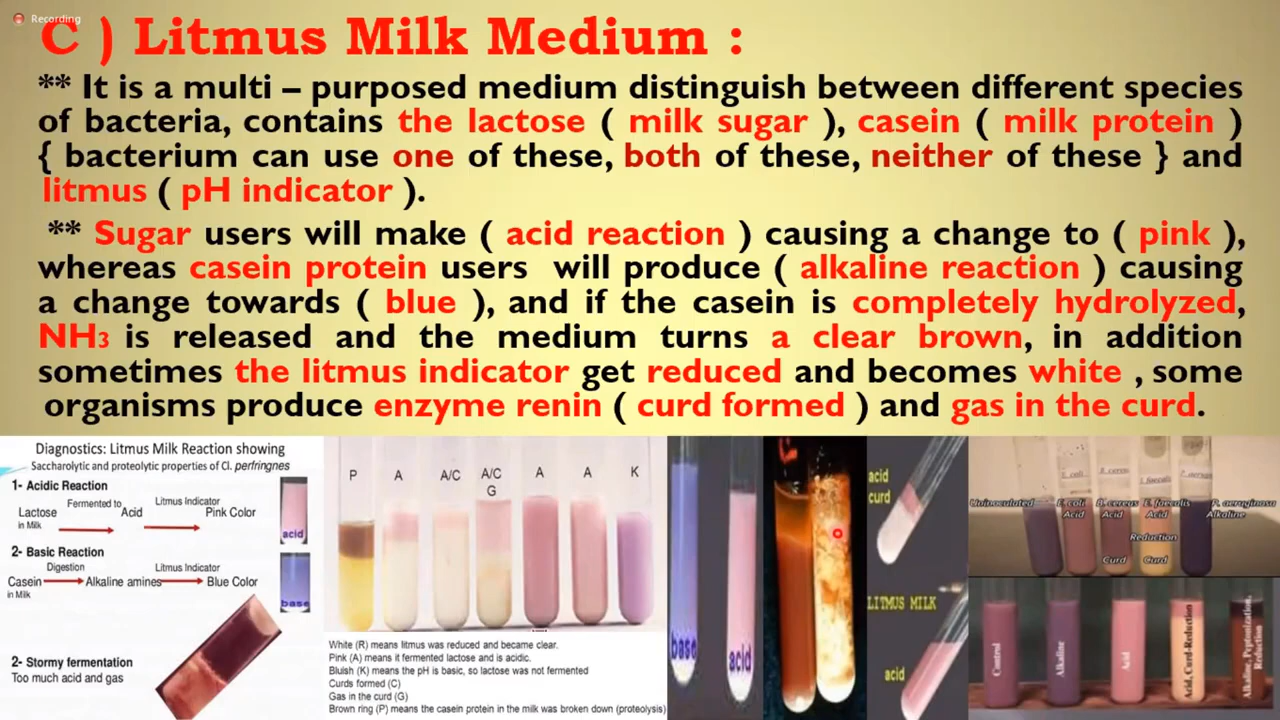 Recording
C ) Litmus Milk Medium :
** It is a multi – purposed medium distinguish between different species
of bacteria, contains the lactose ( milk sugar ), casein ( milk protein )
{ bacterium can use one of these, both of these, neither of these } and
litmus ( pH indicator ).
** Sugar users will make ( acid reaction ) causing a change to ( pink ),
whereas casein protein users will produce ( alkaline reaction ) causing
a change towards ( blue ), and if the casein is completely hydrolyzed,
NH3 is released and the medium turns a clear brown, in addition
sometimes the litmus indicator get reduced and becomes white , some
organisms produce enzyme renin ( curd formed ) and gas in the curd.
Diagnostics: Litmus Milk Reaction showing
Saccharolytic and proteolytic properties of Cl. perfringnes
1- Acidic Reaction
Fermented to Litmus Indicator
Lactose Acid Pink Color
in Milk
acid
2- Basic Reaction
Digestion Litmus Indicator
Casein Alkaline amines Blue Color
in Milk
base
2- Stormy fermentation
Too much acid and gas
P A A/C A/C G A A K
White (R) means litmus was reduced and became clear.
Pink (A) means it fermented lactose and is acidic.
Bluish (K) means the pH is basic, so lactose was not fermented
Curds formed (C)
Gas in the curd (G)
Brown ring (P) means the casein protein in the milk was broken down (proteolysis)
base
acid
acid
curd
LITMUS MILK
acid
E. coli B. cereus E. faecalis P. aerugi
Uninoculated E. coli B. cereus E. faecalis P. aeruginosa
Acid Acid Acid Alkaline
Reduction
Curd Curd
Control
Alkaline
Acid
Acid, Curd-Reduction
Alkaline, Peptonization,
Reduction